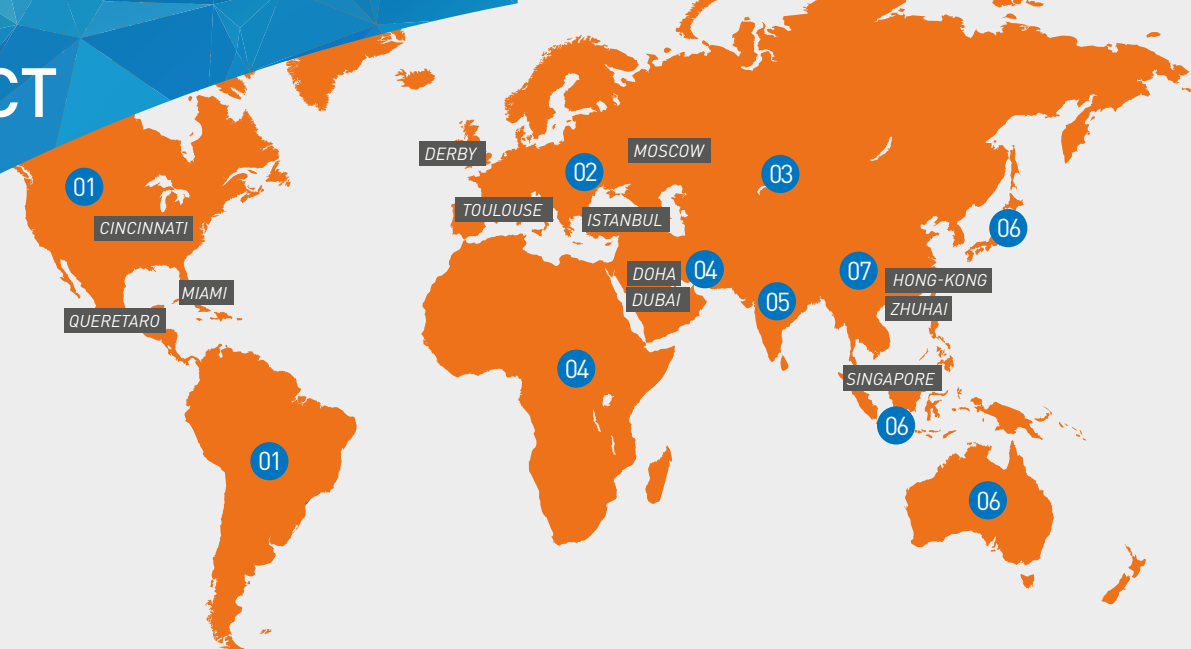 CT
DERBY
MOSCOW
02
03
01
TOULOUSE
ISTANBUL
CINCINNATI
06
DOHA
04
07
HONG-KONG
MIAMI
DUBAI
05
ZHUHAI
QUERETARO
04
SINGAPORE
06
01
06